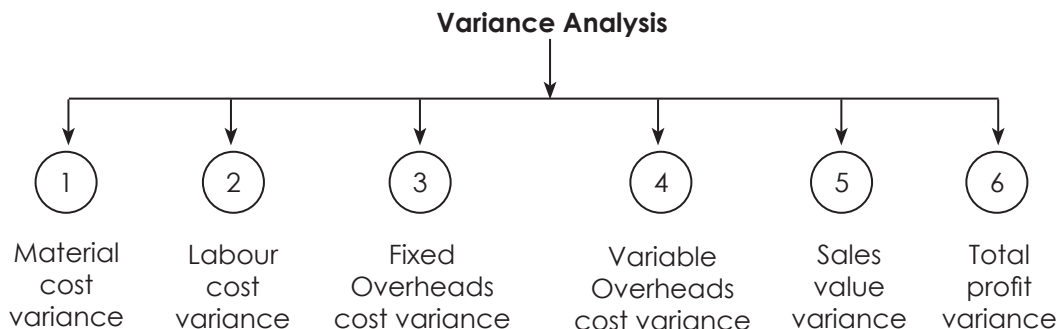 Variance Analysis
1
2
3
4
5
6
Material
cost
variance
Labour
cost
variance
Fixed
Overheads
cost variance
Variable
Overheads
cost variance
Sales
value
variance
Total
profit
variance